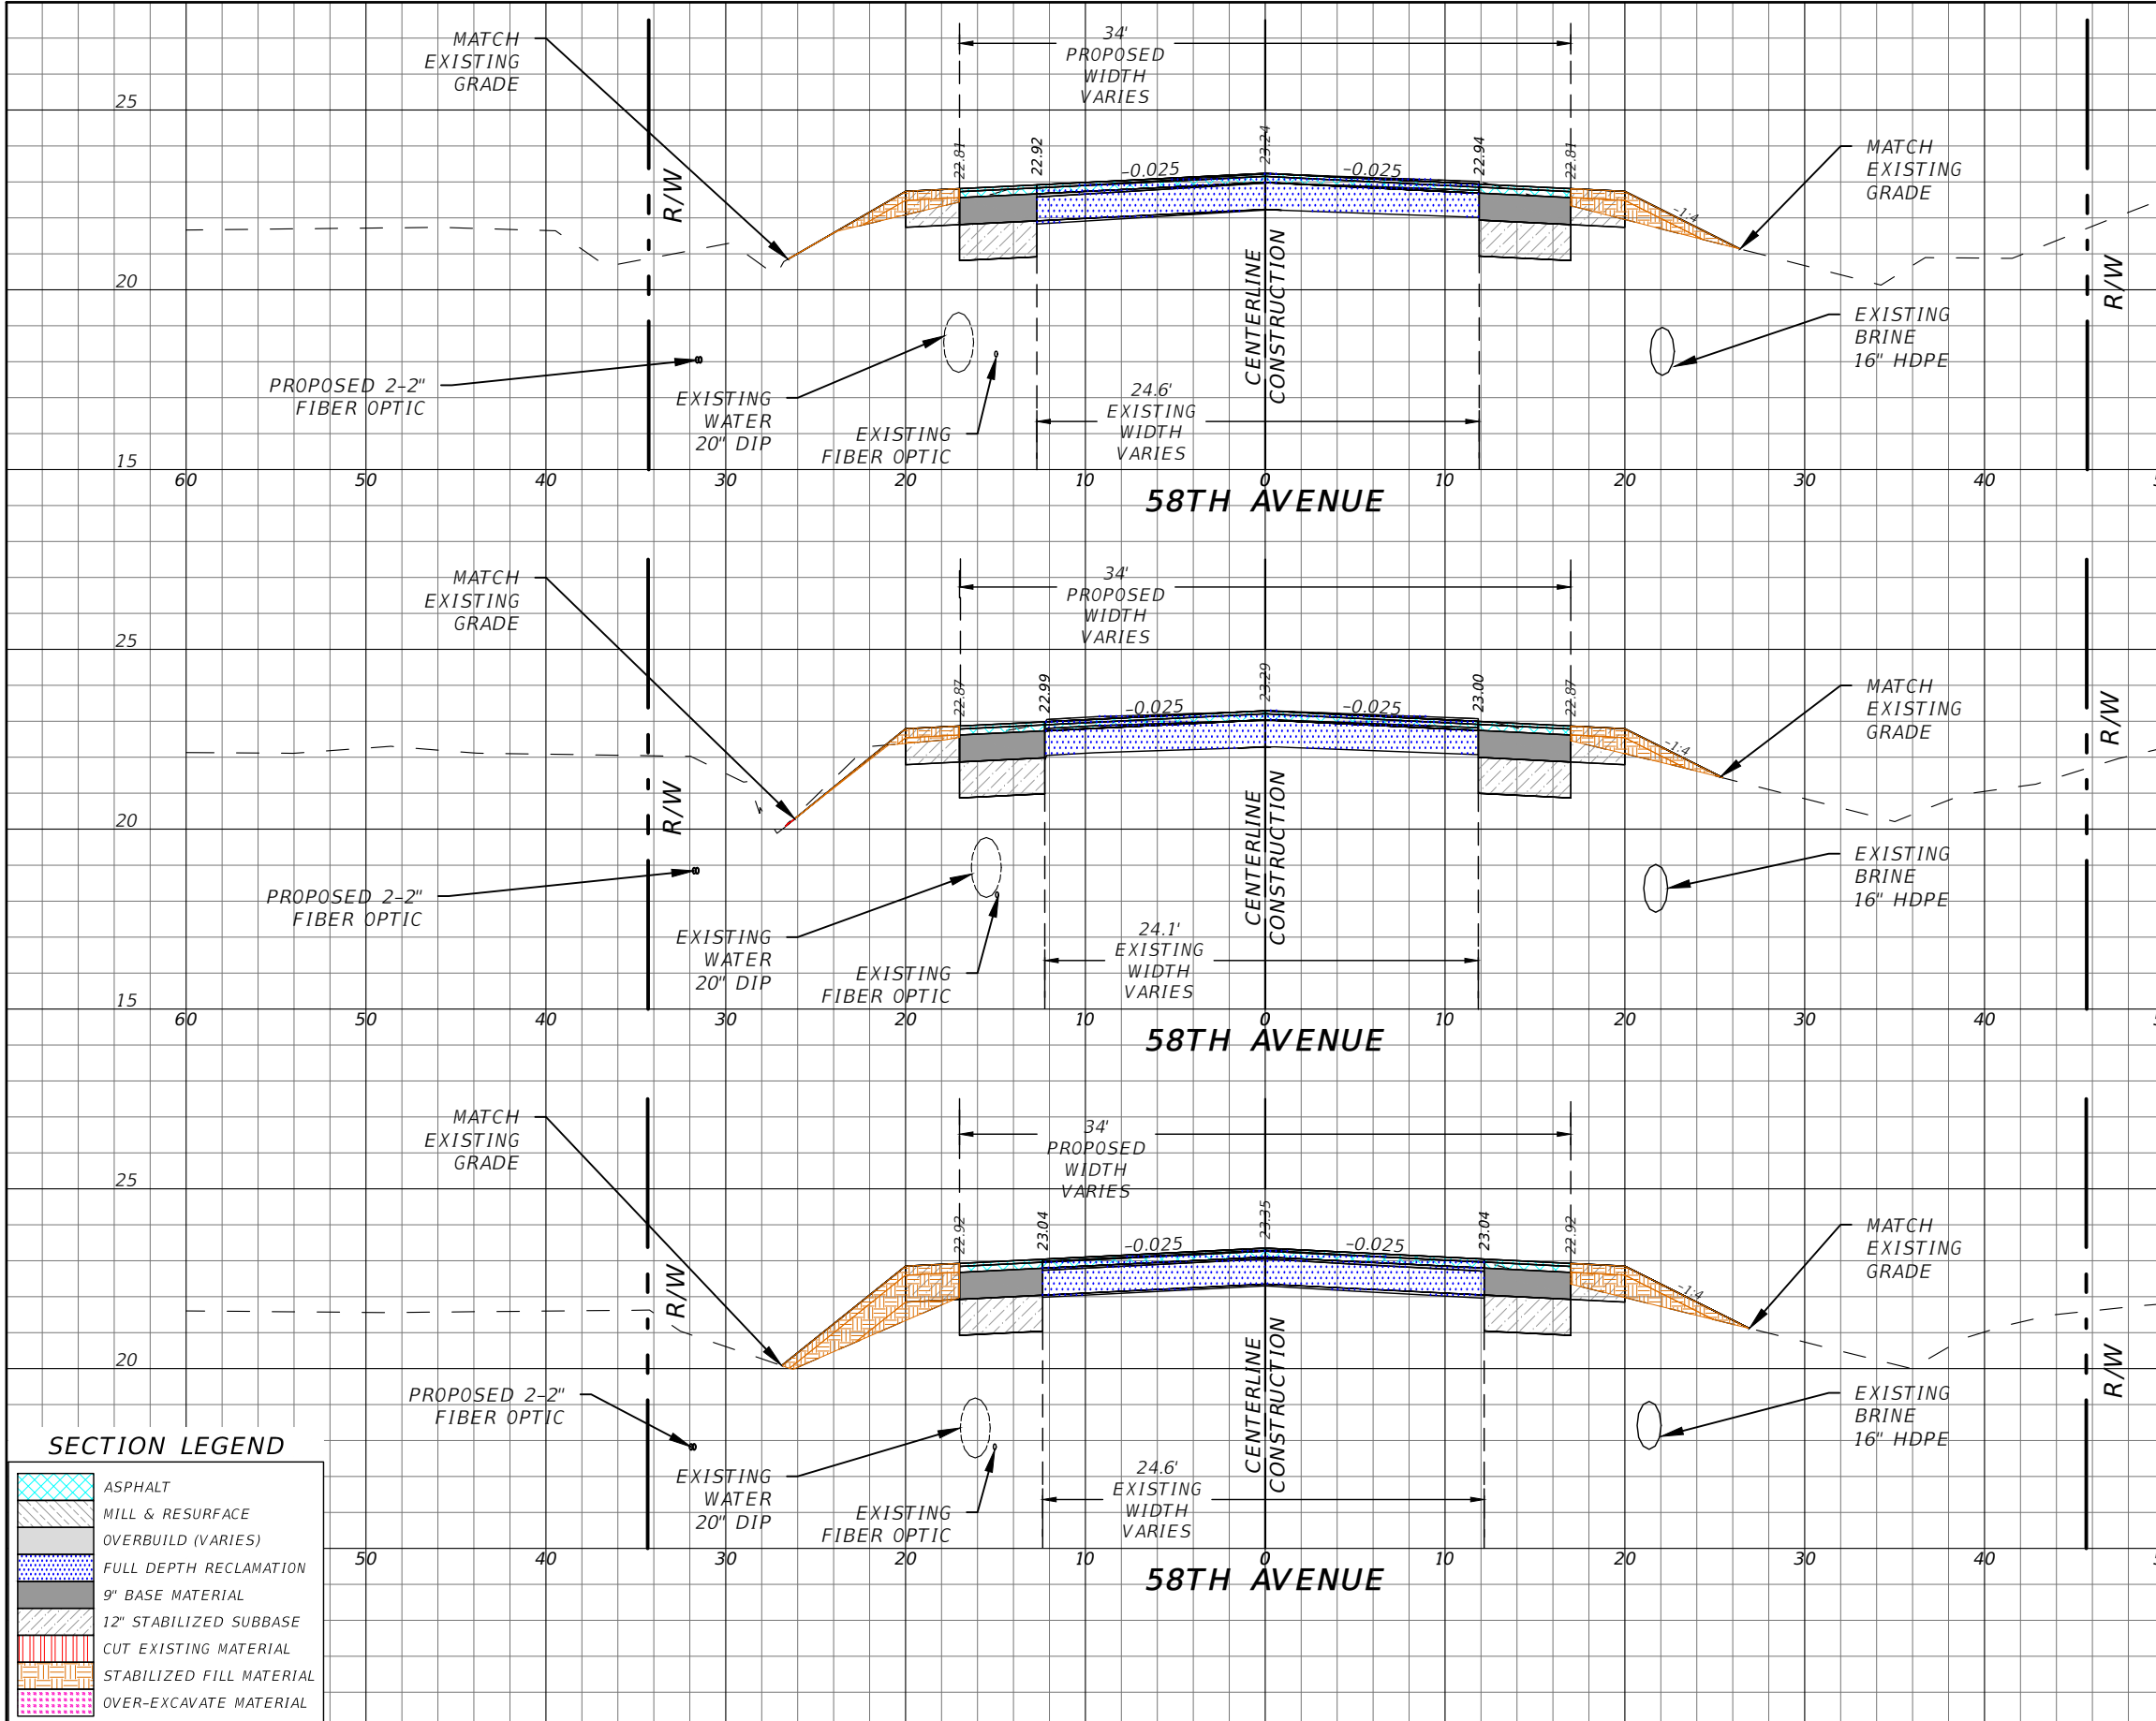 MATCH
EXISTING
GRADE
34'
PROPOSED
WIDTH
VARIES
25
R/W
22.81
22.92
-0.025
23.24
-0.025
22.94
22.81
-1:4
MATCH
EXISTING
GRADE
R/W
20
EXISTING
BRINE
16" HDPE
CENTERLINE
CONSTRUCTION
PROPOSED 2-2"
FIBER OPTIC
EXISTING
WATER
20" DIP
EXISTING
FIBER OPTIC
24.6'
EXISTING
WIDTH
VARIES
15
60 50 40 30 20 10 0 10 20 30 40
58TH AVENUE
MATCH
EXISTING
GRADE
34'
PROPOSED
WIDTH
VARIES
25
R/W
22.87
22.99
-0.025
23.29
-0.025
23.00
22.87
-1:4
MATCH
EXISTING
GRADE
R/W
20
EXISTING
BRINE
16" HDPE
CENTERLINE
CONSTRUCTION
PROPOSED 2-2"
FIBER OPTIC
EXISTING
WATER
20" DIP
EXISTING
FIBER OPTIC
24.1'
EXISTING
WIDTH
VARIES
15
60 50 40 30 20 10 0 10 20 30 40
58TH AVENUE
MATCH
EXISTING
GRADE
34'
PROPOSED
WIDTH
VARIES
25
R/W
22.92
23.04
-0.025
23.35
-0.025
23.04
22.92
-1:4
MATCH
EXISTING
GRADE
R/W
20
EXISTING
BRINE
16" HDPE
CENTERLINE
CONSTRUCTION
PROPOSED 2-2"
FIBER OPTIC
EXISTING
WATER
20" DIP
EXISTING
FIBER OPTIC
24.6'
EXISTING
WIDTH
VARIES
50 40 30 20 10 0 10 20 30 40
58TH AVENUE
SECTION LEGEND
ASPHALT
MILL & RESURFACE
OVERBUILD (VARIES)
FULL DEPTH RECLAMATION
9" BASE MATERIAL
12" STABILIZED SUBBASE
CUT EXISTING MATERIAL
STABILIZED FILL MATERIAL
OVER-EXCAVATE MATERIAL